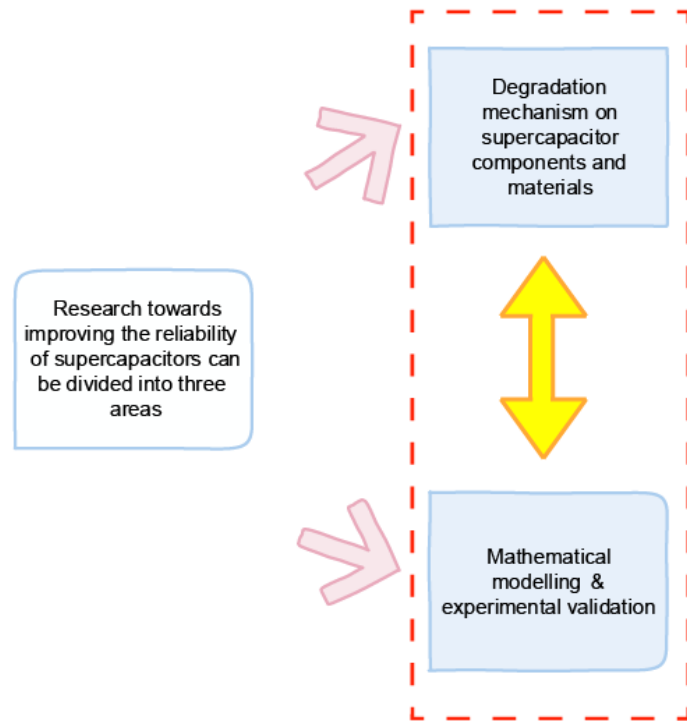 Research towards
improving the reliability
of supercapacitors can
be divided into three
areas
Degradation
mechanism on
supercapacitor
components and
materials
Mathematical
modelling &
experimental validation